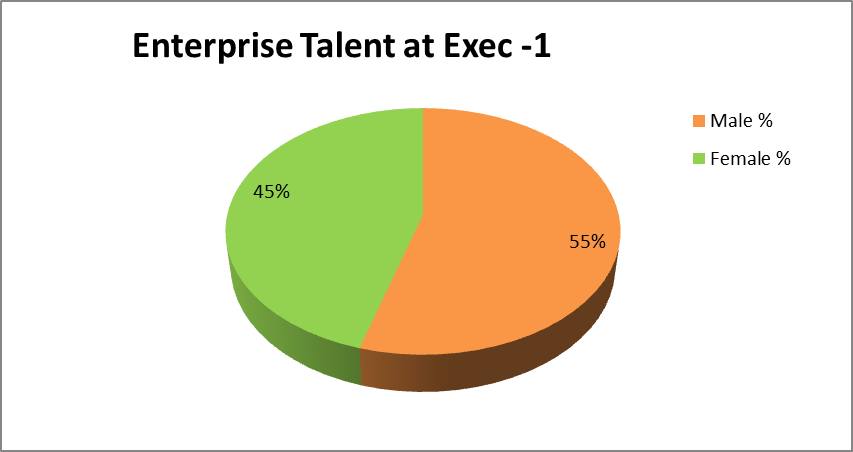 Enterprise Talent at Exec -1
Male %
Female %
45%
55%